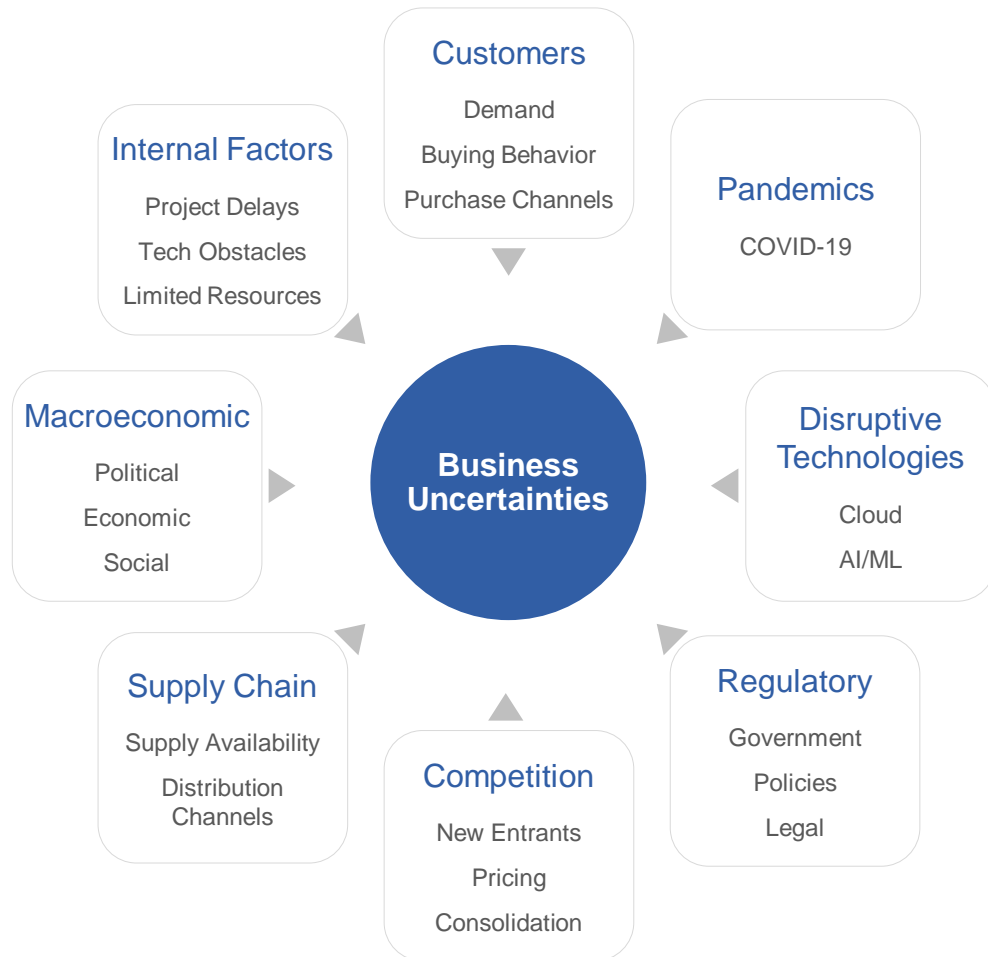 Customers
Demand
Buying Behavior
Purchase Channels
Pandemics
COVID-19
Disruptive
Technologies
Cloud
AI/ML
Regulatory
Government
Policies
Legal
Competition
New Entrants
Pricing
Consolidation
Supply Chain
Supply Availability
Distribution
Channels
Macroeconomic
Political
Economic
Social
Internal Factors
Project Delays
Tech Obstacles
Limited Resources
Business
Uncertainties